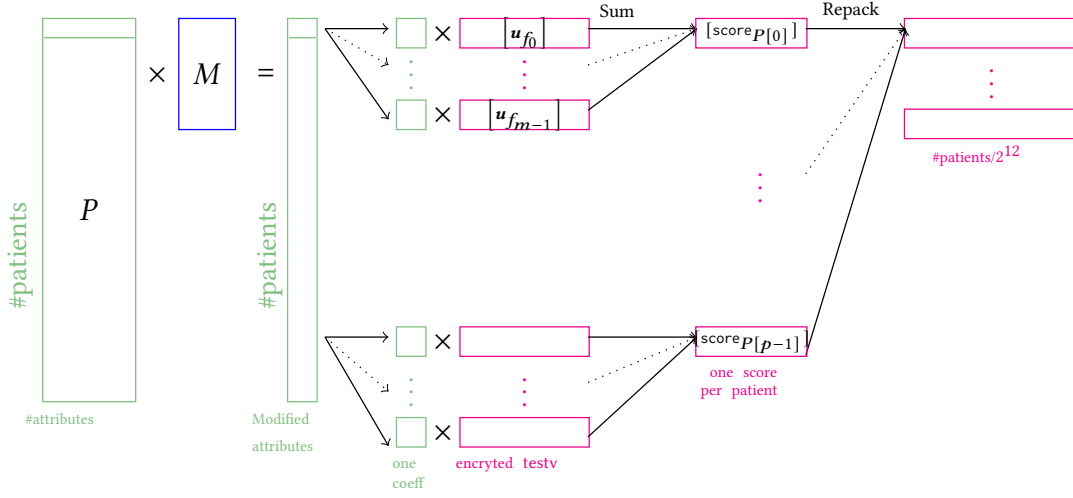 Sum
Repack
× M =
× [u_{f_0}]
[score_{P[0]}]
× [u_{f_{m-1}}]
#patients/2^{12}
P
#patients
#patients
×
[score_{P[p−1]}]
one score
per patient
×
#attributes
Modified
attributes
one
coeff
encryted testv